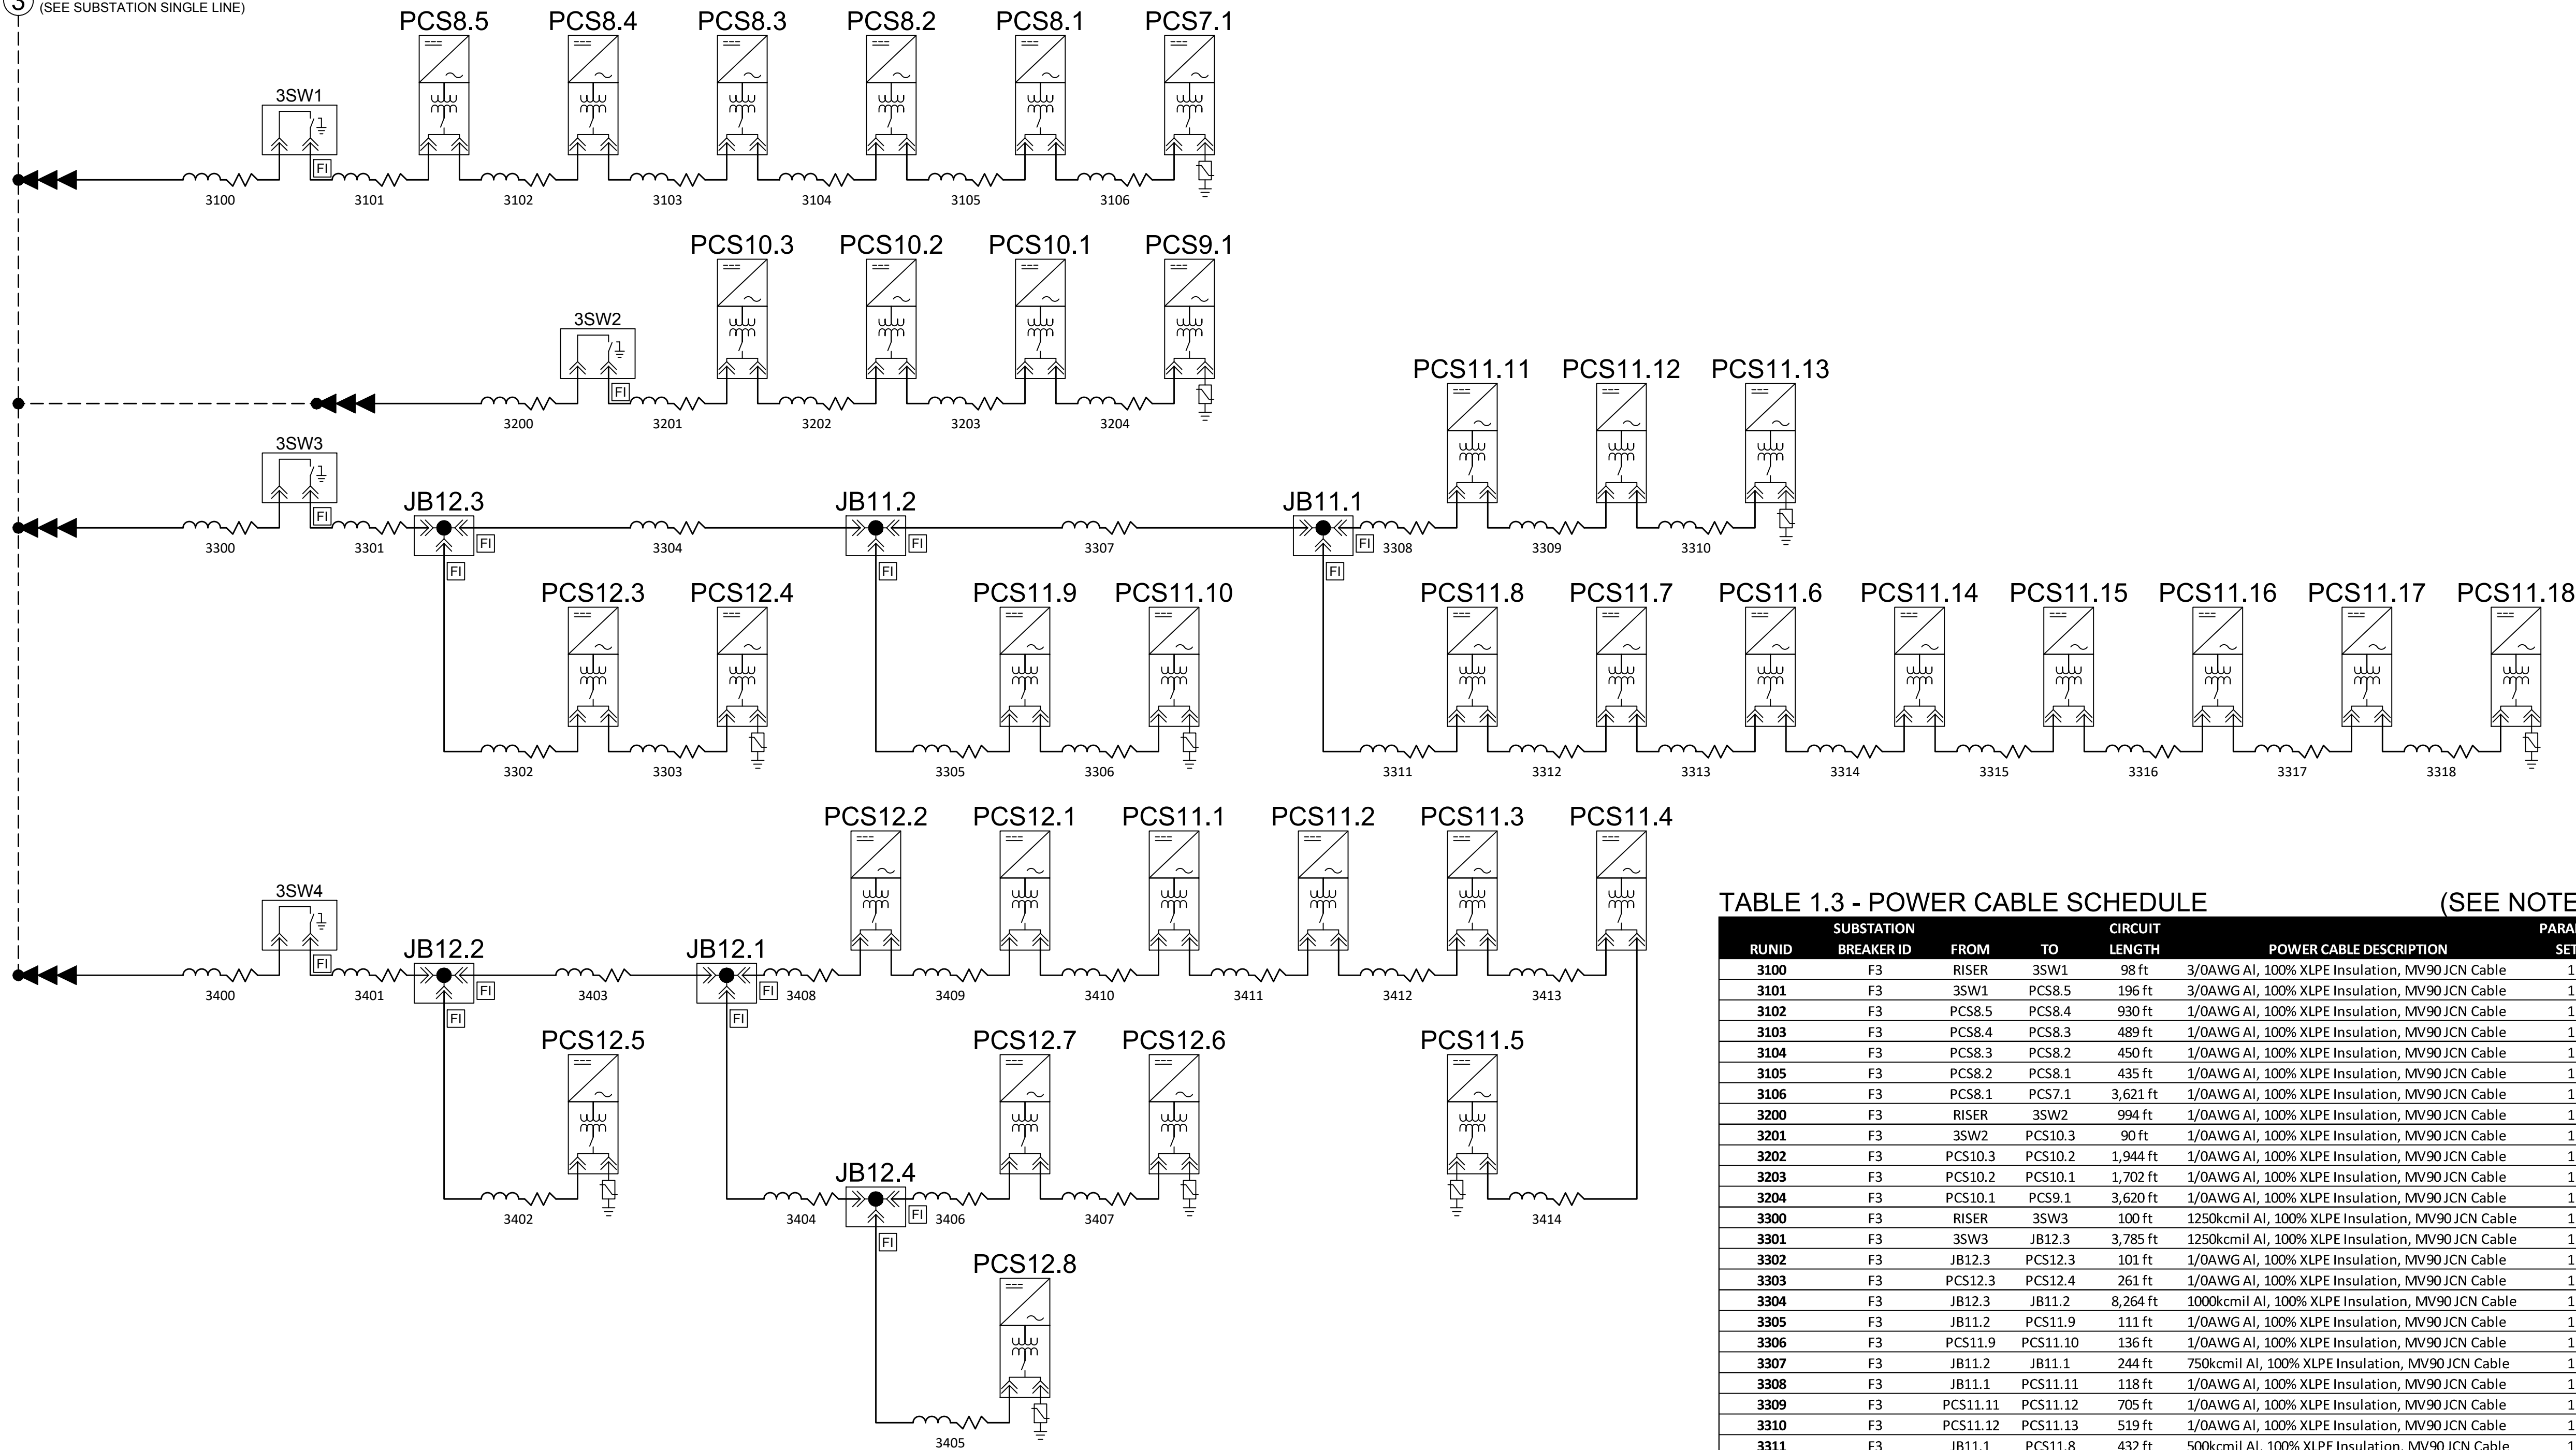 3 (SEE SUBSTATION SINGLE LINE)
PCS8.5 PCS8.4 PCS8.3 PCS8.2 PCS8.1 PCS7.1
3SW1
FI
3100 3101 3102 3103 3104 3105 3106
PCS10.3 PCS10.2 PCS10.1 PCS9.1
3SW2
FI
3200 3201 3202 3203 3204
PCS11.11 PCS11.12 PCS11.13
3SW3
JB12.3 JB11.2 JB11.1
FI FI FI FI
3300 3301 3304 3307 3308 3309 3310
FI FI FI
PCS12.3 PCS12.4 PCS11.9 PCS11.10 PCS11.8 PCS11.7 PCS11.6 PCS11.14 PCS11.15 PCS11.16 PCS11.17 PCS11.18
3302 3303 3305 3306 3311 3312 3313 3314 3315 3316 3317 3318
PCS12.2 PCS12.1 PCS11.1 PCS11.2 PCS11.3 PCS11.4
3SW4
JB12.2 JB12.1
FI FI FI
3400 3401 3403 3408 3409 3410 3411 3412 3413
FI FI
PCS12.5 PCS12.7 PCS12.6 PCS11.5
JB12.4
FI
3402 3404 3406 3407 3414
FI
PCS12.8
3405
TABLE 1.3 - POWER CABLE SCHEDULE (SEE NOTE
SUBSTATION CIRCUIT PARA
RUNID BREAKER ID FROM TO LENGTH POWER CABLE DESCRIPTION SET
3100 F3 RISER 3SW1 98 ft 3/0AWG Al, 100% XLPE Insulation, MV90 JCN Cable 1
3101 F3 3SW1 PCS8.5 196 ft 3/0AWG Al, 100% XLPE Insulation, MV90 JCN Cable 1
3102 F3 PCS8.5 PCS8.4 930 ft 1/0AWG Al, 100% XLPE Insulation, MV90 JCN Cable 1
3103 F3 PCS8.4 PCS8.3 489 ft 1/0AWG Al, 100% XLPE Insulation, MV90 JCN Cable 1
3104 F3 PCS8.3 PCS8.2 450 ft 1/0AWG Al, 100% XLPE Insulation, MV90 JCN Cable 1
3105 F3 PCS8.2 PCS8.1 435 ft 1/0AWG Al, 100% XLPE Insulation, MV90 JCN Cable 1
3106 F3 PCS8.1 PCS7.1 3,621 ft 1/0AWG Al, 100% XLPE Insulation, MV90 JCN Cable 1
3200 F3 RISER 3SW2 994 ft 1/0AWG Al, 100% XLPE Insulation, MV90 JCN Cable 1
3201 F3 3SW2 PCS10.3 90 ft 1/0AWG Al, 100% XLPE Insulation, MV90 JCN Cable 1
3202 F3 PCS10.3 PCS10.2 1,944 ft 1/0AWG Al, 100% XLPE Insulation, MV90 JCN Cable 1
3203 F3 PCS10.2 PCS10.1 1,702 ft 1/0AWG Al, 100% XLPE Insulation, MV90 JCN Cable 1
3204 F3 PCS10.1 PCS9.1 3,620 ft 1/0AWG Al, 100% XLPE Insulation, MV90 JCN Cable 1
3300 F3 RISER 3SW3 100 ft 1250kcmil Al, 100% XLPE Insulation, MV90 JCN Cable 1
3301 F3 3SW3 JB12.3 3,785 ft 1250kcmil Al, 100% XLPE Insulation, MV90 JCN Cable 1
3302 F3 JB12.3 PCS12.3 101 ft 1/0AWG Al, 100% XLPE Insulation, MV90 JCN Cable 1
3303 F3 PCS12.3 PCS12.4 261 ft 1/0AWG Al, 100% XLPE Insulation, MV90 JCN Cable 1
3304 F3 JB12.3 JB11.2 8,264 ft 1000kcmil Al, 100% XLPE Insulation, MV90 JCN Cable 1
3305 F3 JB11.2 PCS11.9 111 ft 1/0AWG Al, 100% XLPE Insulation, MV90 JCN Cable 1
3306 F3 PCS11.9 PCS11.10 136 ft 1/0AWG Al, 100% XLPE Insulation, MV90 JCN Cable 1
3307 F3 JB11.2 JB11.1 244 ft 750kcmil Al, 100% XLPE Insulation, MV90 JCN Cable 1
3308 F3 JB11.1 PCS11.11 118 ft 1/0AWG Al, 100% XLPE Insulation, MV90 JCN Cable 1
3309 F3 PCS11.11 PCS11.12 705 ft 1/0AWG Al, 100% XLPE Insulation, MV90 JCN Cable 1
3310 F3 PCS11.12 PCS11.13 519 ft 1/0AWG Al, 100% XLPE Insulation, MV90 JCN Cable 1
3311 F3 JB11.1 PCS11.8 432 ft 500kcmil Al, 100% XLPE Insulation, MV90 JCN Cable 1